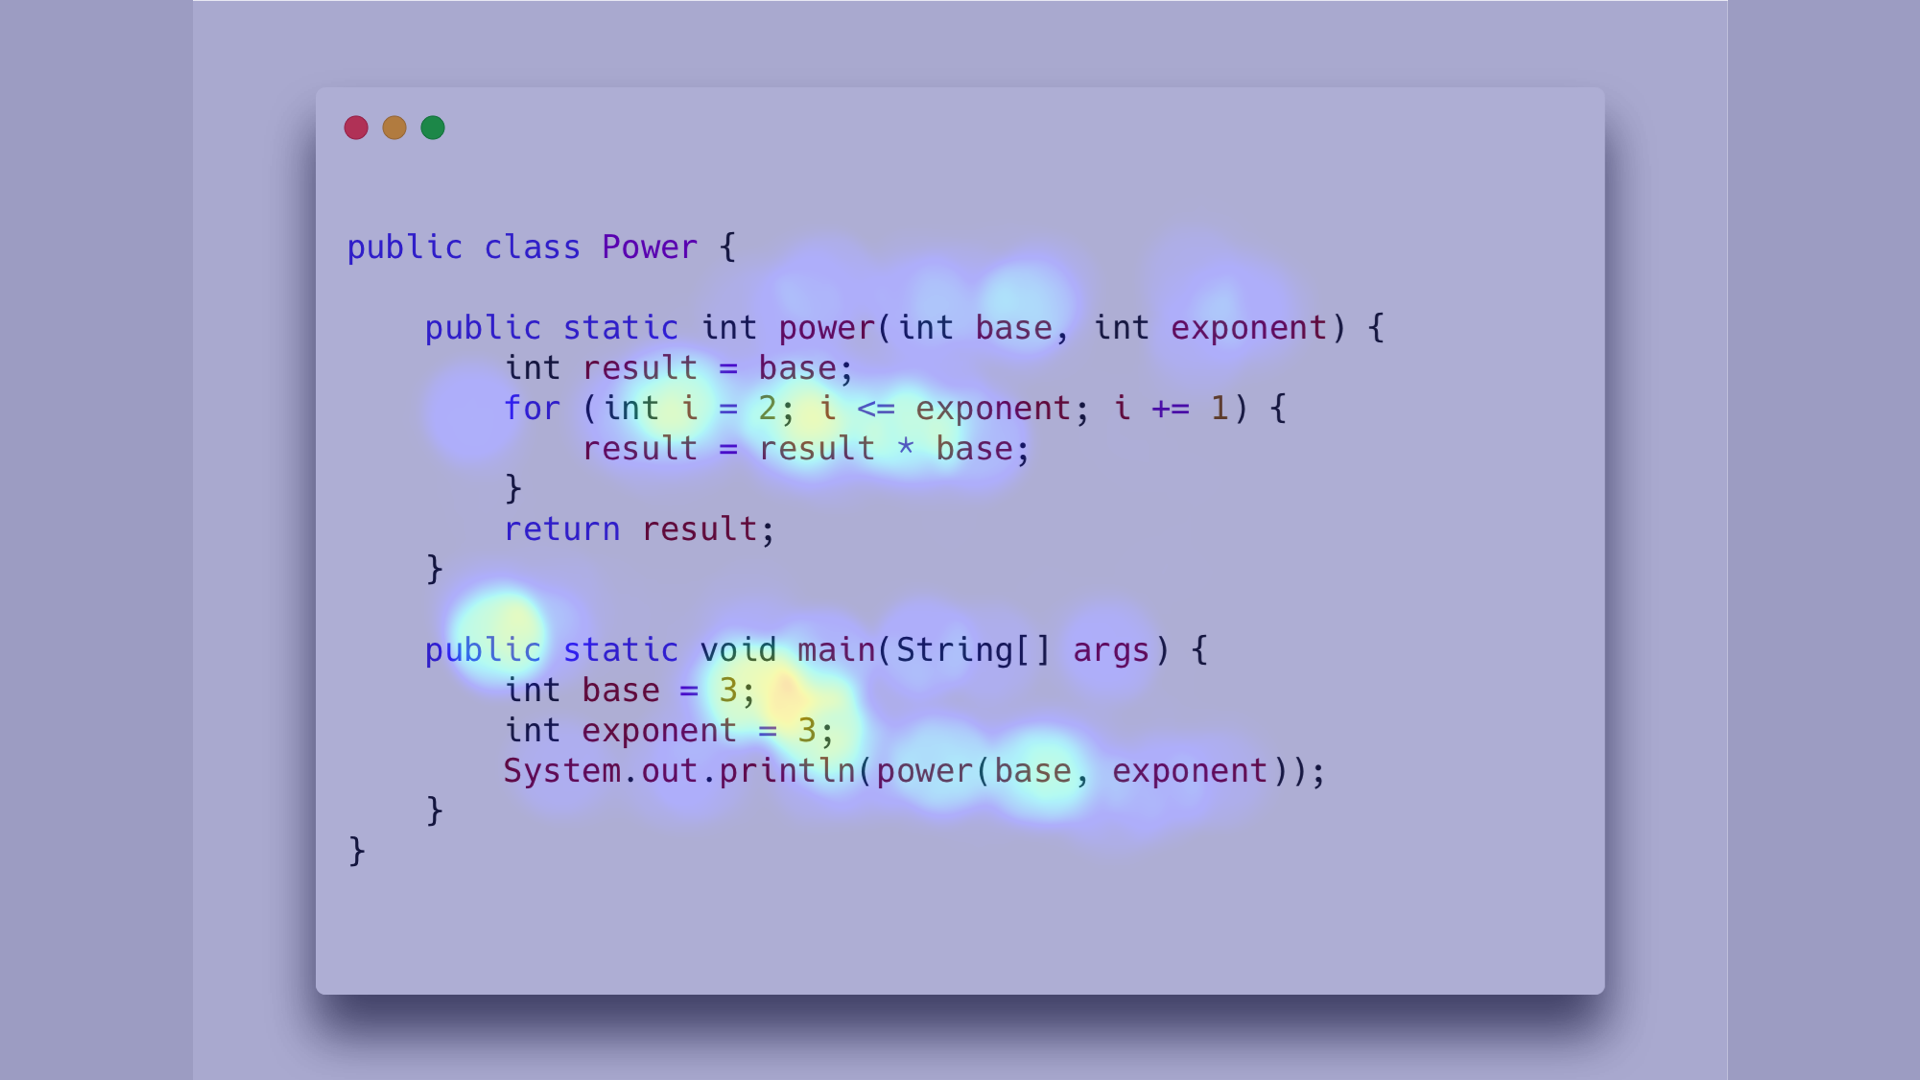 public class Power {
public static int power(int base, int exponent) {
int result = base;
for (int i = 2; i <= exponent; i += 1) {
result = result * base;
}
return result;
}
public static void main(String[] args) {
int base = 3;
int exponent = 3;
System.out.println(power(base, exponent));
}
}